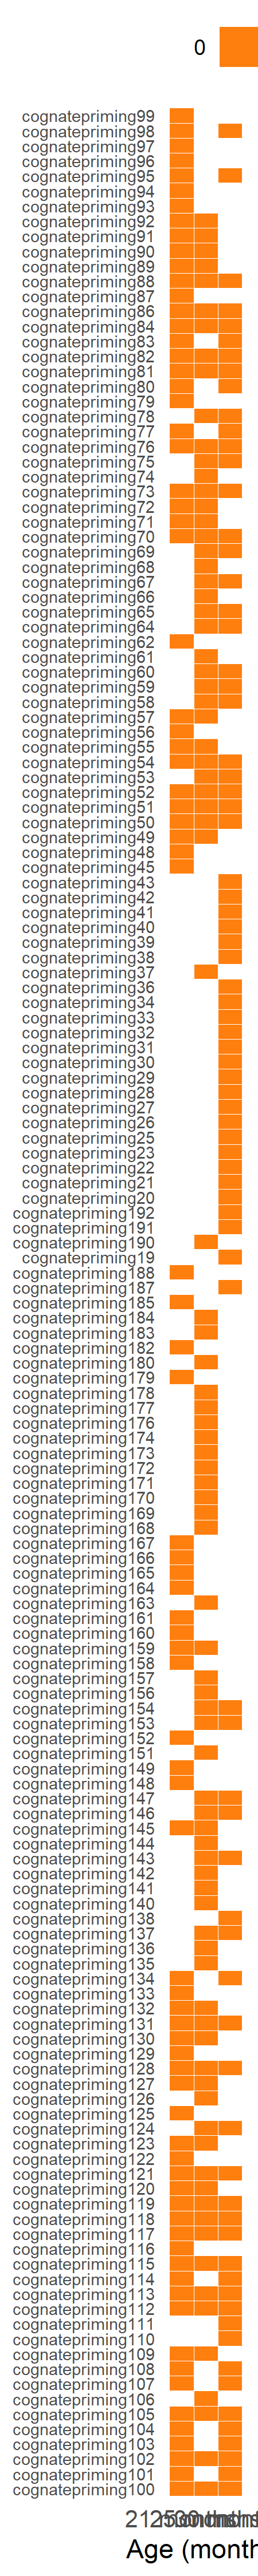 0
cognatepriming99
cognatepriming98
cognatepriming97
cognatepriming96
cognatepriming95
cognatepriming94
cognatepriming93
cognatepriming92
cognatepriming91
cognatepriming90
cognatepriming89
cognatepriming88
cognatepriming87
cognatepriming86
cognatepriming84
cognatepriming83
cognatepriming82
cognatepriming81
cognatepriming80
cognatepriming79
cognatepriming78
cognatepriming77
cognatepriming76
cognatepriming75
cognatepriming74
cognatepriming73
cognatepriming72
cognatepriming71
cognatepriming70
cognatepriming69
cognatepriming68
cognatepriming67
cognatepriming66
cognatepriming65
cognatepriming64
cognatepriming62
cognatepriming61
cognatepriming60
cognatepriming59
cognatepriming58
cognatepriming57
cognatepriming56
cognatepriming55
cognatepriming54
cognatepriming53
cognatepriming52
cognatepriming51
cognatepriming50
cognatepriming49
cognatepriming48
cognatepriming45
cognatepriming43
cognatepriming42
cognatepriming41
cognatepriming40
cognatepriming39
cognatepriming38
cognatepriming37
cognatepriming36
cognatepriming34
cognatepriming33
cognatepriming32
cognatepriming31
cognatepriming30
cognatepriming29
cognatepriming28
cognatepriming27
cognatepriming26
cognatepriming25
cognatepriming23
cognatepriming22
cognatepriming21
cognatepriming20
cognatepriming192
cognatepriming191
cognatepriming190
cognatepriming19
cognatepriming188
cognatepriming187
cognatepriming185
cognatepriming184
cognatepriming183
cognatepriming182
cognatepriming180
cognatepriming179
cognatepriming178
cognatepriming177
cognatepriming176
cognatepriming174
cognatepriming173
cognatepriming172
cognatepriming171
cognatepriming170
cognatepriming169
cognatepriming168
cognatepriming167
cognatepriming166
cognatepriming165
cognatepriming164
cognatepriming163
cognatepriming161
cognatepriming160
cognatepriming159
cognatepriming158
cognatepriming157
cognatepriming156
cognatepriming154
cognatepriming153
cognatepriming152
cognatepriming151
cognatepriming149
cognatepriming148
cognatepriming147
cognatepriming146
cognatepriming145
cognatepriming144
cognatepriming143
cognatepriming142
cognatepriming141
cognatepriming140
cognatepriming138
cognatepriming137
cognatepriming136
cognatepriming135
cognatepriming134
cognatepriming133
cognatepriming132
cognatepriming131
cognatepriming130
cognatepriming129
cognatepriming128
cognatepriming127
cognatepriming126
cognatepriming125
cognatepriming124
cognatepriming123
cognatepriming122
cognatepriming121
cognatepriming120
cognatepriming119
cognatepriming118
cognatepriming117
cognatepriming116
cognatepriming115
cognatepriming114
cognatepriming113
cognatepriming112
cognatepriming111
cognatepriming110
cognatepriming109
cognatepriming108
cognatepriming107
cognatepriming106
cognatepriming105
cognatepriming104
cognatepriming103
cognatepriming102
cognatepriming101
cognatepriming100
Age (month